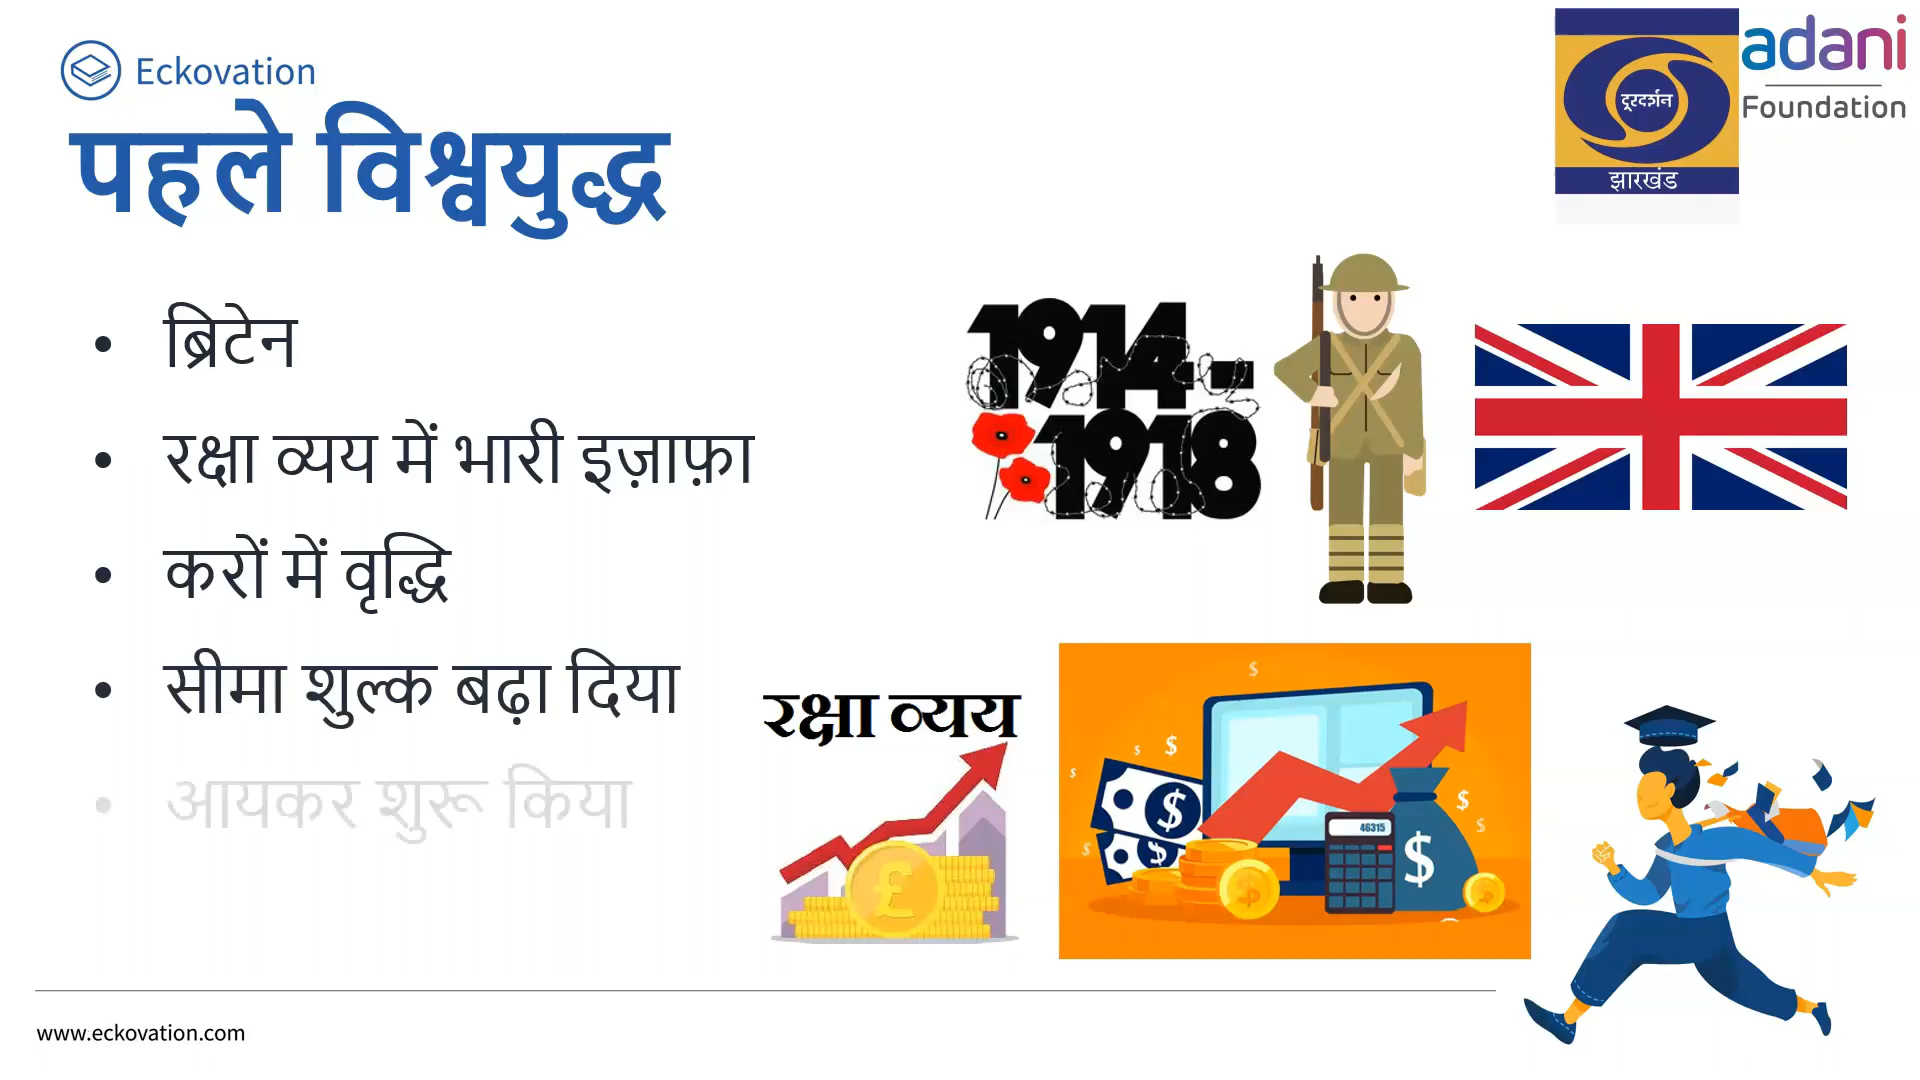 Eckovation
पहले विश्वयुद्ध
दूरदर्शन
झारखंड
adani
Foundation
• ब्रिटेन
• रक्षा व्यय में भारी इज़ाफ़ा
• करों में वृद्धि
• सीमा शुल्क बढ़ा दिया
• आयकर शुरू किया
1914-
1918
रक्षा व्यय
£
46315
$
www.eckovation.com